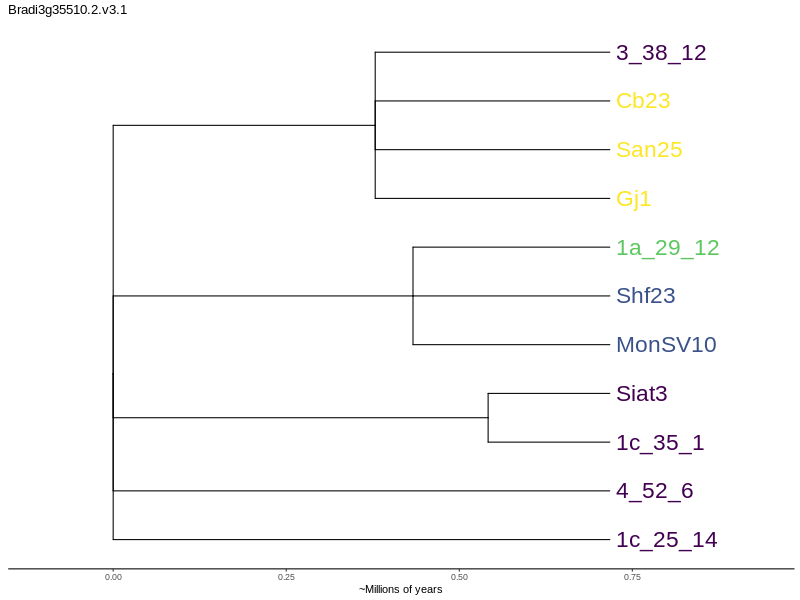 Bradi3g35510.2.v3.1
3_38_12
Cb23
San25
Gj1
1a_29_12
Shf23
MonSV10
Siat3
1c_35_1
4_52_6
1c_25_14
0.00 0.25 0.50 0.75
~Millions of years